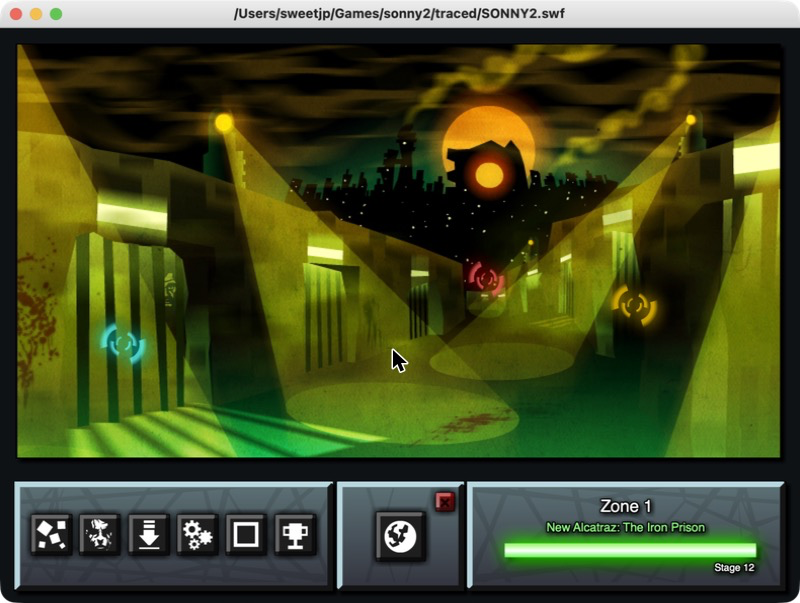 /Users/sweetjp/Games/sonny2/traced/SONNY2.swf
Zone 1
New Alcatraz: The Iron Prison
Stage 12